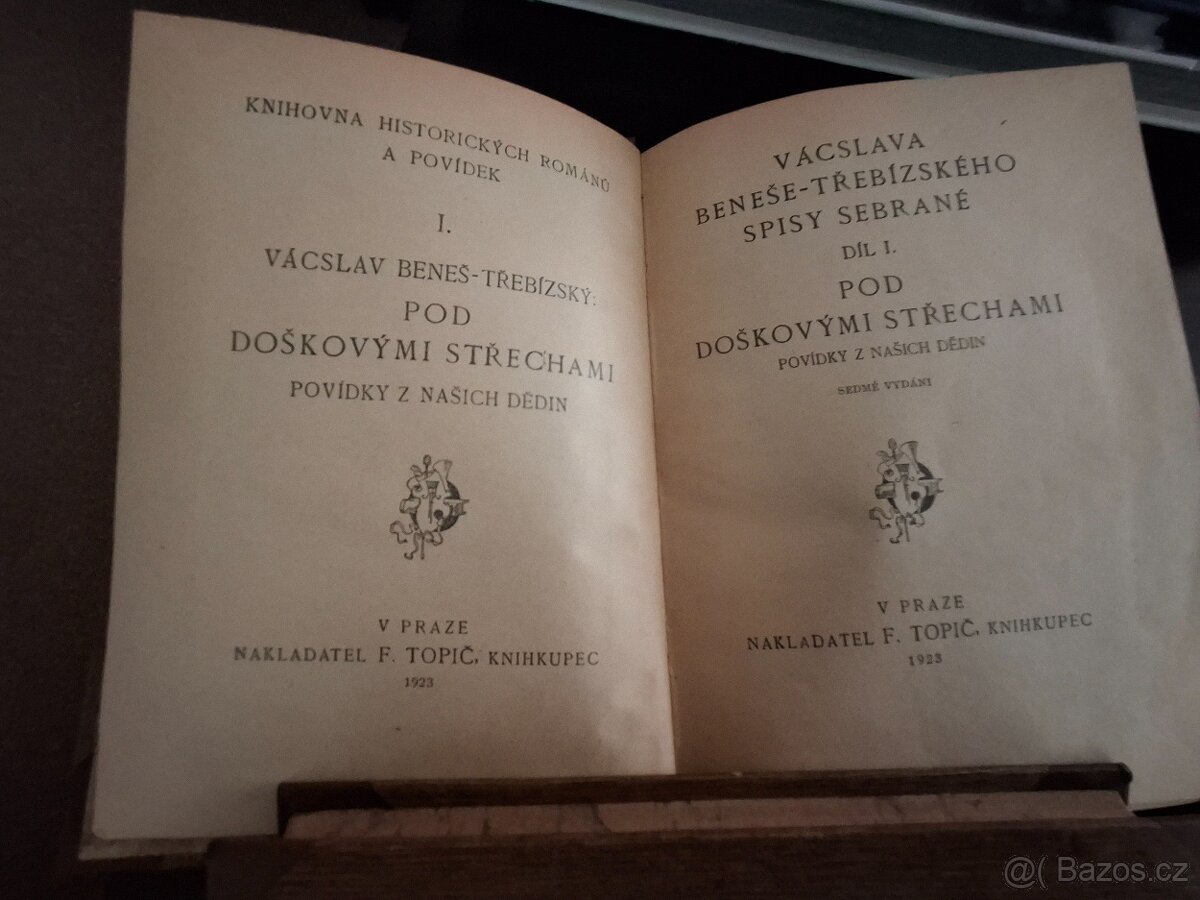 KNIHOVNA HISTORICKÝCH ROMÁNŮ
A POVÍDEK
I.
VÁCSLAV BENEŠ-TŘEBÍZSKÝ:
POD
DOŠKOVÝMI STŘECHAMI
POVÍDKY Z NAŠICH DĚDIN
V PRAZE
NAKLADATEL F. TOPIČ, KNIHKUPEC
1923
VÁCSLAVA
BENEŠE-TŘEBÍZSKÉHO
SPISY SEBRANÉ
DÍL I.
POD
DOŠKOVÝMI STŘECHAMI
POVÍDKY Z NAŠICH DĚDIN
SEDMÉ VYDÁNI
V PRAZE
NAKLADATEL F. TOPIČ, KNIHKUPEC
1923
@( Bazos.cz